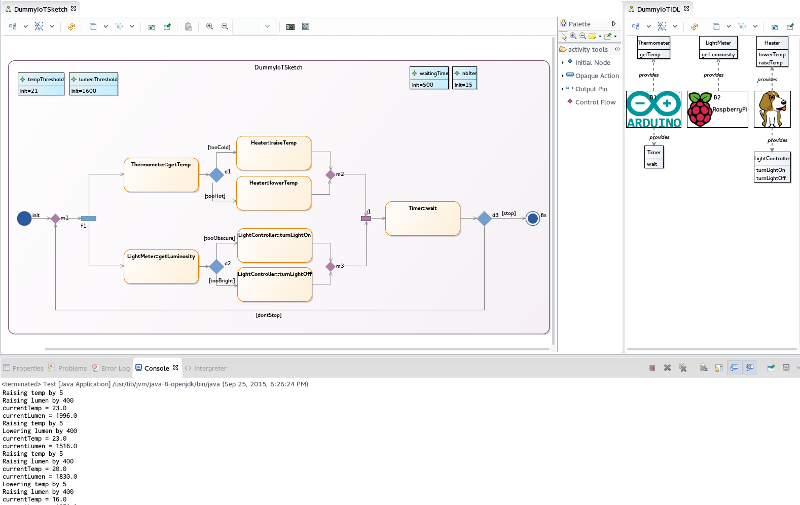 DummyIoTSketch
DummyIoTIDL
DummyIoTSketch
tempThreshold
init=21
lumenThreshold
init=1600
waitingTime
init=500
nbIter
init=15
init
m1
f1
Thermometer::getTemp
[tooCold]
d1
[tooHot]
Heater::raiseTemp
Heater::lowerTemp
m2
LightMeter::getLuminosity
[tooObscure]
d2
[tooBright]
LightController::turnLightOn
LightController::turnLightOff
m3
j1
Timer::wait
d3
[stop]
fin
[dontStop]
Palette
activity tools
Initial Node
Opaque Action
Output Pin
Control Flow
Thermometer
getTemp
LightMeter
getLuminosity
Heater
lowerTemp
raiseTemp
provides
provides
provides
B1
ARDUINO
B2
RaspberryPi
provides
provides
Timer
wait
LightController
turnLightOn
turnLightOff
Properties
Problems
Error Log
Console
Interpreter
<terminated> Test [Java Application] /usr/lib/jvm/java-8-openjdk/bin/java (Sep 25, 2015, 6:26:24 PM)
Raising temp by 5
Raising lumen by 400
currentTemp = 23.0
currentLumen = 1996.0
Raising temp by 5
Lowering lumen by 400
currentTemp = 23.0
currentLumen = 1516.0
Raising temp by 5
Raising lumen by 400
currentTemp = 28.0
currentLumen = 1830.0
Lowering temp by 5
Raising lumen by 400
currentTemp = 16.0